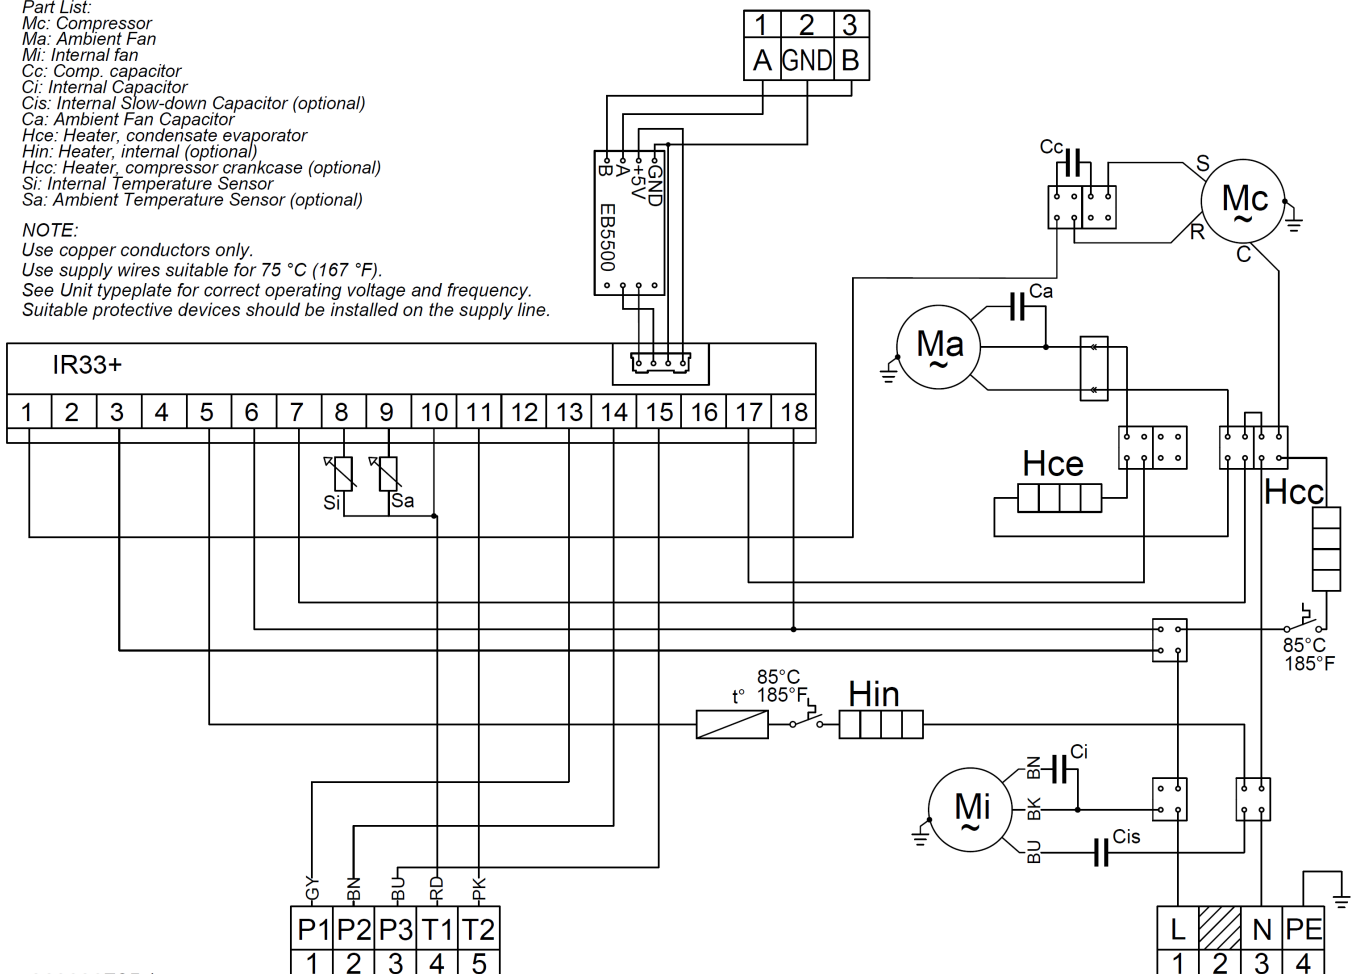 Part List:
Mc: Compressor
Ma: Ambient Fan
Mi: Internal fan
Cc: Comp. capacitor
Ci: Internal Capacitor
Cis: Internal Slow-down Capacitor (optional)
Ca: Ambient Fan Capacitor
Hce: Heater, condensate evaporator
Hin: Heater, internal (optional)
Hcc: Heater, compressor crankcase (optional)
Si: Internal Temperature Sensor
Sa: Ambient Temperature Sensor (optional)
NOTE:
Use copper conductors only.
Use supply wires suitable for 75 °C (167 °F).
See Unit typeplate for correct operating voltage and frequency.
Suitable protective devices should be installed on the supply line.
1 2 3
A GND B
B A +5V GND
EB5500
Cc
S
Mc
~
R
C
Ca
Ma
~
IR33+
1 2 3 4 5 6 7 8 9 10 11 12 13 14 15 16 17 18
Si
Sa
Hce
Hcc
85°C
185°F
t°
85°C
185°F
Hin
Mi
~
BN
BK
BU
Ci
Cis
GY BN BU RD PK
P1 P2 P3 T1 T2
1 2 3 4 5
L N PE
1 2 3 4